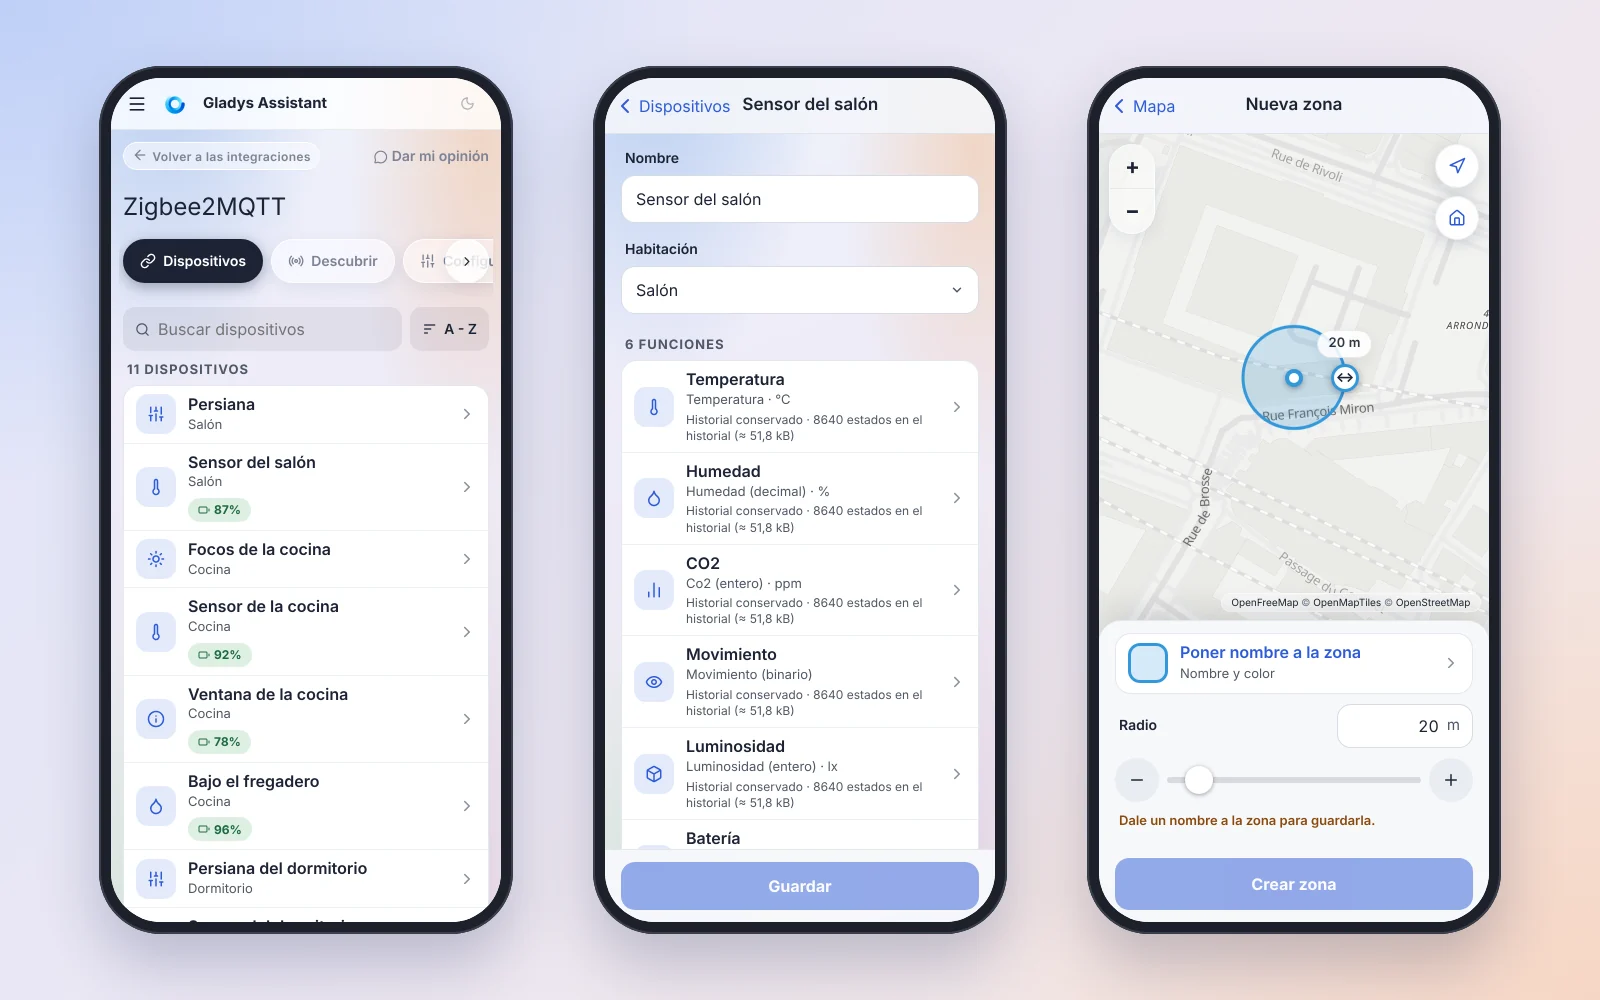 Gladys Assistant
Volver a las integraciones
Dar mi opinión
Zigbee2MQTT
Dispositivos
Descubrir
Buscar dispositivos
A - Z
11 DISPOSITIVOS
Persiana
Salón
Sensor del salón
Salón
87%
Focos de la cocina
Cocina
Sensor de la cocina
Cocina
92%
Ventana de la cocina
Cocina
78%
Bajo el fregadero
Cocina
96%
Persiana del dormitorio
Dormitorio
Dispositivos
Sensor del salón
Nombre
Sensor del salón
Habitación
Salón
6 FUNCIONES
Temperatura
Temperatura · °C
Historial conservado · 8640 estados en el
historial (≈ 51,8 kB)
Humedad
Humedad (decimal) · %
Historial conservado · 8640 estados en el
historial (≈ 51,8 kB)
CO2
Co2 (entero) · ppm
Historial conservado · 8640 estados en el
historial (≈ 51,8 kB)
Movimiento
Movimiento (binario)
Historial conservado · 8640 estados en el
historial (≈ 51,8 kB)
Luminosidad
Luminosidad (entero) · lx
Historial conservado · 8640 estados en el
historial (≈ 51,8 kB)
Batería
Guardar
Mapa
Nueva zona
Rue de Rivoli
ARROND
20 m
Rue François Miron
Rue de Brosse
Passage du
OpenFreeMap © OpenMapTiles © OpenStreetMap
Poner nombre a la zona
Nombre y color
Radio
20 m
Dale un nombre a la zona para guardarla.
Crear zona